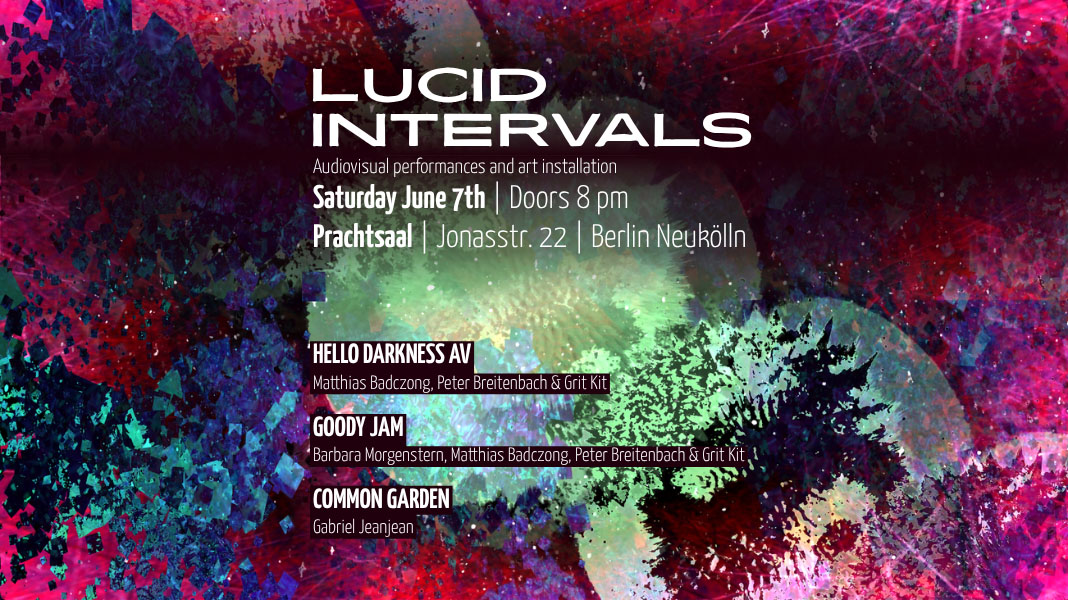 LUCID
INTERVALS
Audiovisual performances and art installation
Saturday June 7th | Doors 8 pm
Prachtsaal | Jonasstr. 22 | Berlin Neukölln
HELLO DARKNESS AV
Matthias Badczong, Peter Breitenbach & Grit Kit
GOODY JAM
Barbara Morgenstern, Matthias Badczong, Peter Breitenbach & Grit Kit
COMMON GARDEN
Gabriel Jeanjean